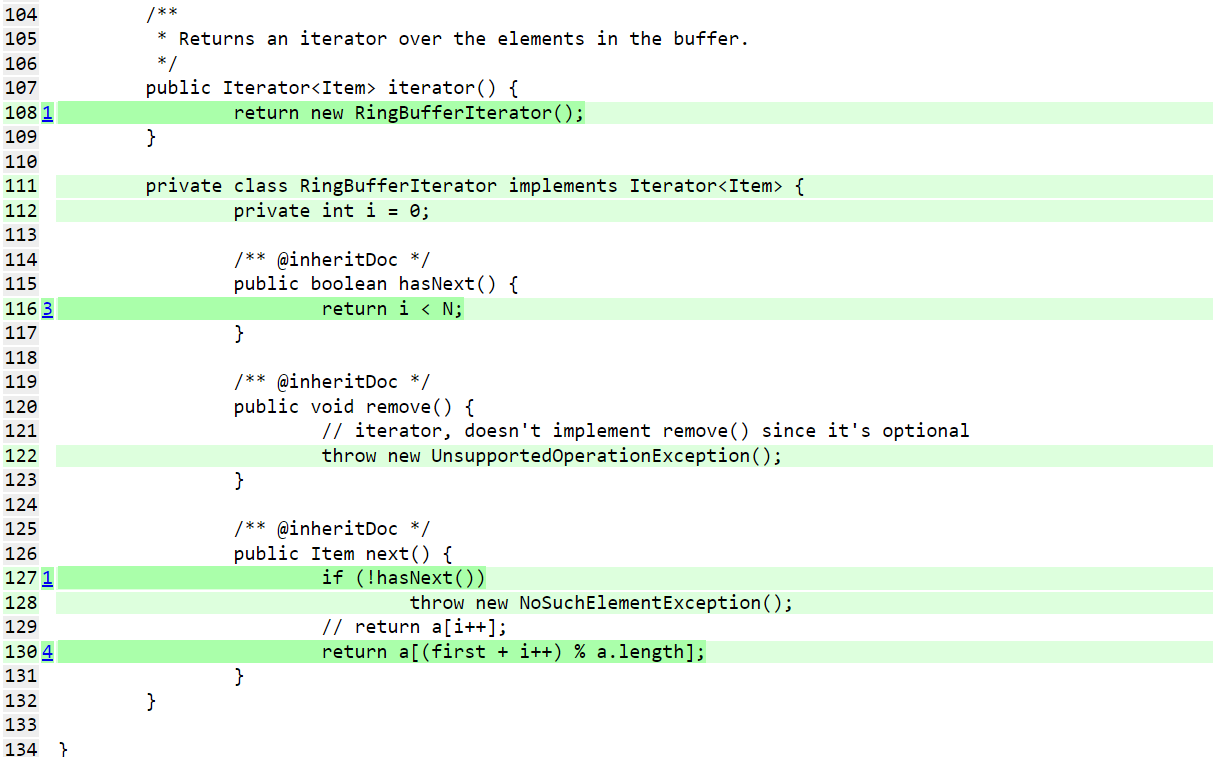 104 /**
105 * Returns an iterator over the elements in the buffer.
106 */
107 public Iterator<Item> iterator() {
108 1 return new RingBufferIterator();
109 }
110
111 private class RingBufferIterator implements Iterator<Item> {
112 private int i = 0;
113
114 /** @inheritDoc */
115 public boolean hasNext() {
116 3 return i < N;
117 }
118
119 /** @inheritDoc */
120 public void remove() {
121 // iterator, doesn't implement remove() since it's optional
122 throw new UnsupportedOperationException();
123 }
124
125 /** @inheritDoc */
126 public Item next() {
127 1 if (!hasNext())
128 throw new NoSuchElementException();
129 // return a[i++];
130 4 return a[(first + i++) % a.length];
131 }
132 }
133
134 }